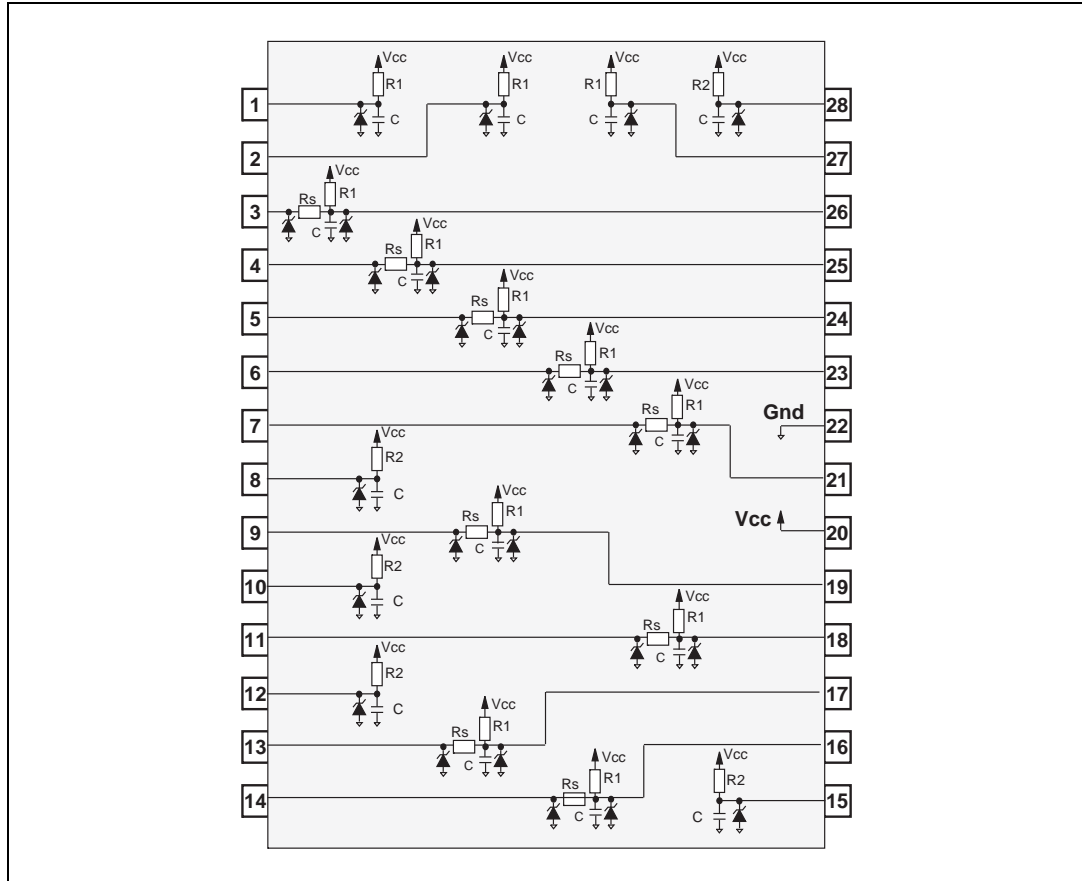 Vcc Vcc Vcc Vcc
R1 R1 R1 R2
1 C C C C 28
2 27
Vcc
R1
3 Rs C 26
Vcc
R1
4 Rs C 25
Vcc
R1
5 Rs C 24
Vcc
R1
6 Rs C 23
Vcc
R1
7 Rs C Gnd 22
Vcc
R2
8 C 21
Vcc
R1
9 Rs C Vcc 20
Vcc
R2
10 C 19
Vcc
R1
11 Rs C 18
Vcc
R2
12 C 17
Vcc
R1
13 Rs C 16
Vcc Vcc
R1 R2
14 Rs C C 15